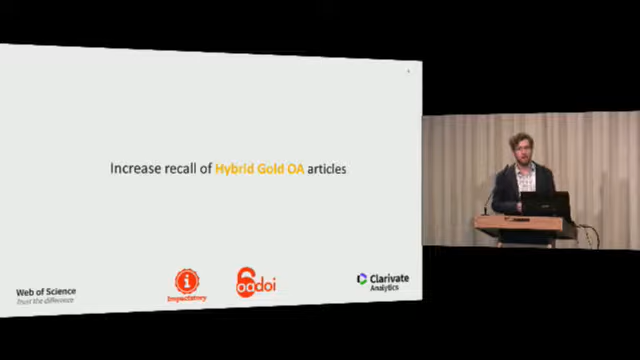 Increase recall of Hybrid Gold OA articles
Web of Science
Trust the difference
Impactstory
oadoi
Clarivate
Analytics